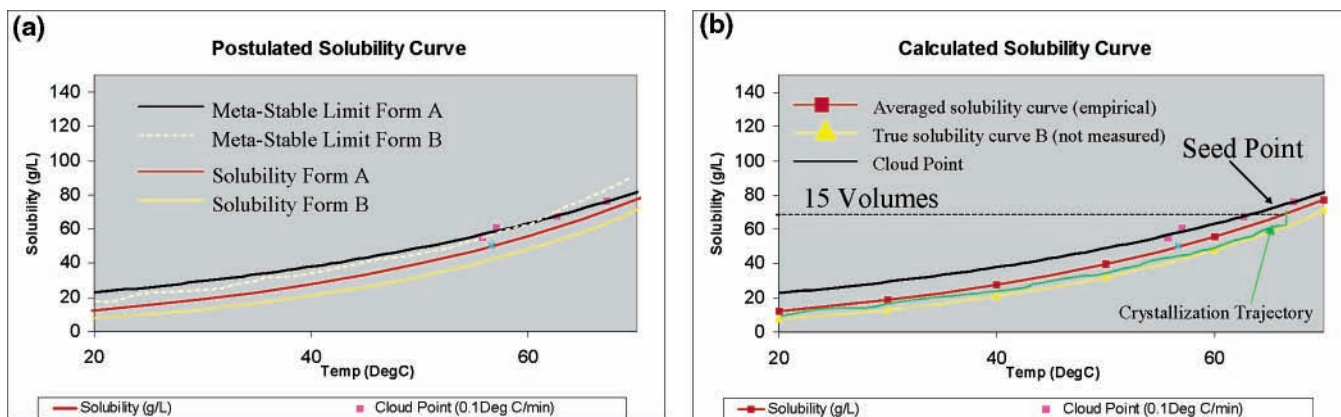 (a)
Postulated Solubility Curve
Solubility (g/L)
140
120
100
80
60
40
20
0
Meta-Stable Limit Form A
Meta-Stable Limit Form B
Solubility Form A
Solubility Form B
20
40
60
Temp (DegC)
Solubility (g/L)
Cloud Point (0.1Deg C/min)
(b)
Calculated Solubility Curve
Solubility (g/L)
140
120
100
80
60
40
20
0
Averaged solubility curve (empirical)
True solubility curve B (not measured)
Cloud Point
Seed Point
15 Volumes
Crystallization Trajectory
20
40
60
Temp (DegC)
Solubility (g/L)
Cloud Point (0.1Deg C/min)